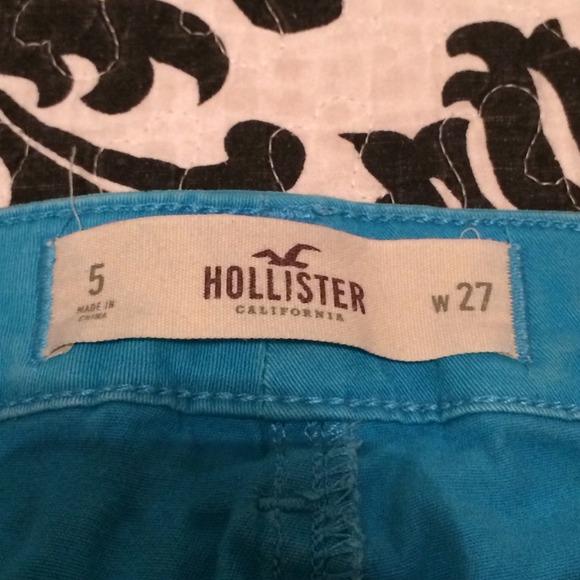 5
MADE IN
CHINA
HOLLISTER
CALIFORNIA
W 27